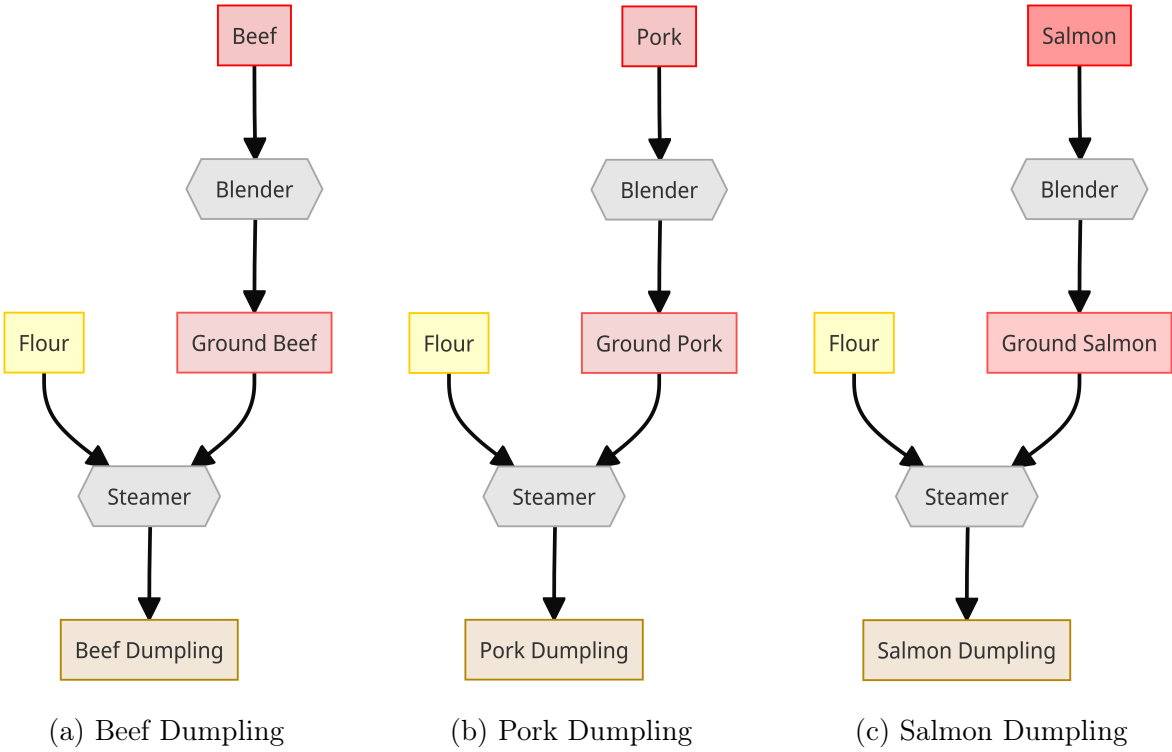 Beef
Pork
Salmon
Blender
Blender
Blender
Flour
Ground Beef
Flour
Ground Pork
Flour
Ground Salmon
Steamer
Steamer
Steamer
Beef Dumpling
Pork Dumpling
Salmon Dumpling
(a) Beef Dumpling
(b) Pork Dumpling
(c) Salmon Dumpling